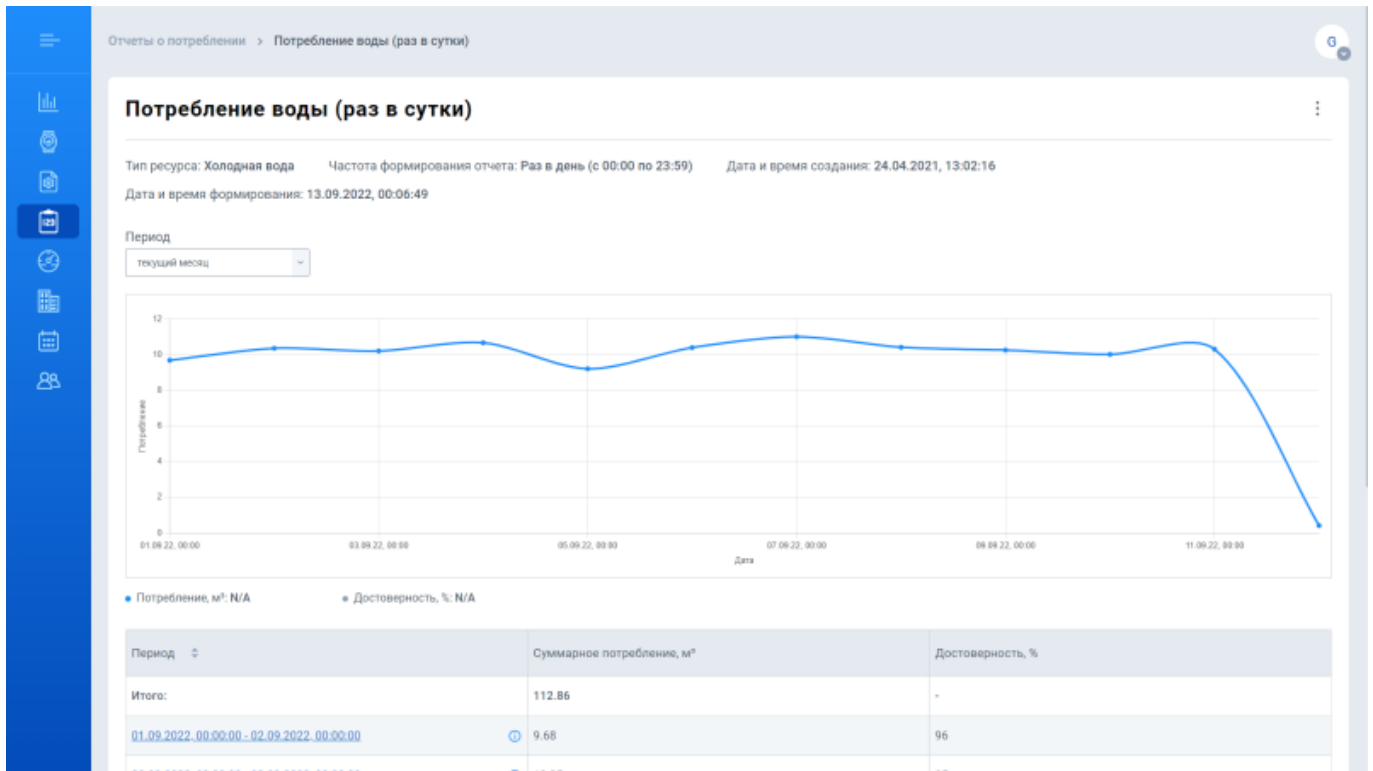 Отчеты о потреблении > Потребление воды (раз в сутки)
G
Потребление воды (раз в сутки)
Тип ресурса: Холодная вода Частота формирования отчета: Раз в день (с 00:00 по 23:59) Дата и время создания: 24.04.2021, 13:02:16
Дата и время формирования: 13.09.2022, 00:06:49
Период
текущий месяц
12
10
8
6
4
2
0
Потребление
01.09.22, 00:00 03.09.22, 00:00 05.09.22, 00:00 07.09.22, 00:00 09.09.22, 00:00 11.09.22, 00:00
Дата
Потребление, м³: N/A Достоверность, %: N/A
Период Суммарное потребление, м³ Достоверность, %
Итого: 112.86 -
01.09.2022, 00:00:00 - 02.09.2022, 00:00:00 9.68 96